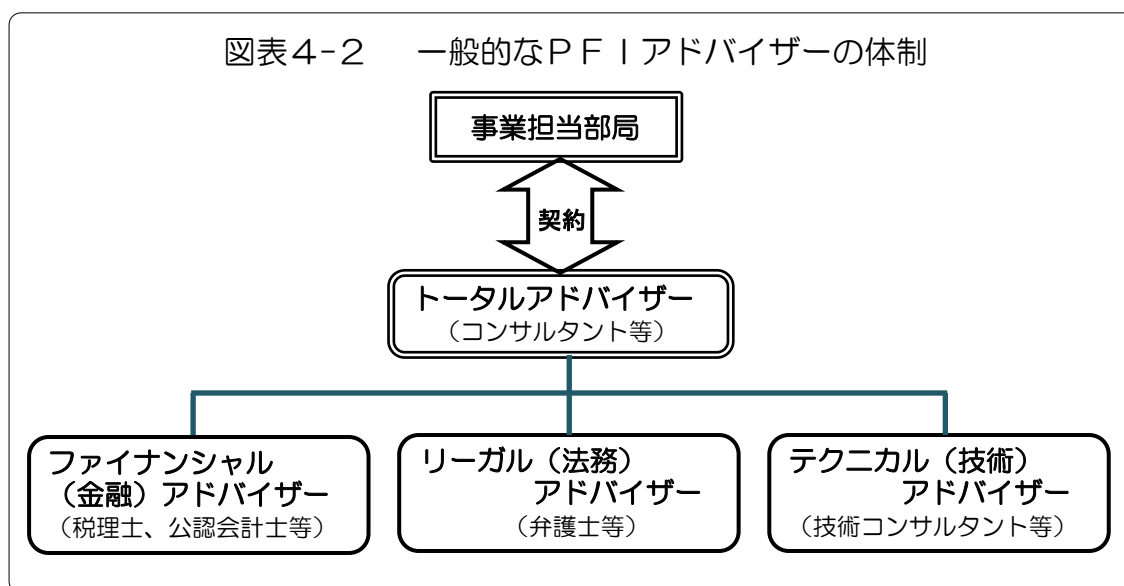 図表４-２　一般的なＰＦＩアドバイザーの体制
事業担当部局
契約
トータルアドバイザー
（コンサルタント等）
ファイナンシャル
（金融）アドバイザー
（税理士、公認会計士等）
リーガル（法務）
アドバイザー
（弁護士等）
テクニカル（技術）
アドバイザー
（技術コンサルタント等）